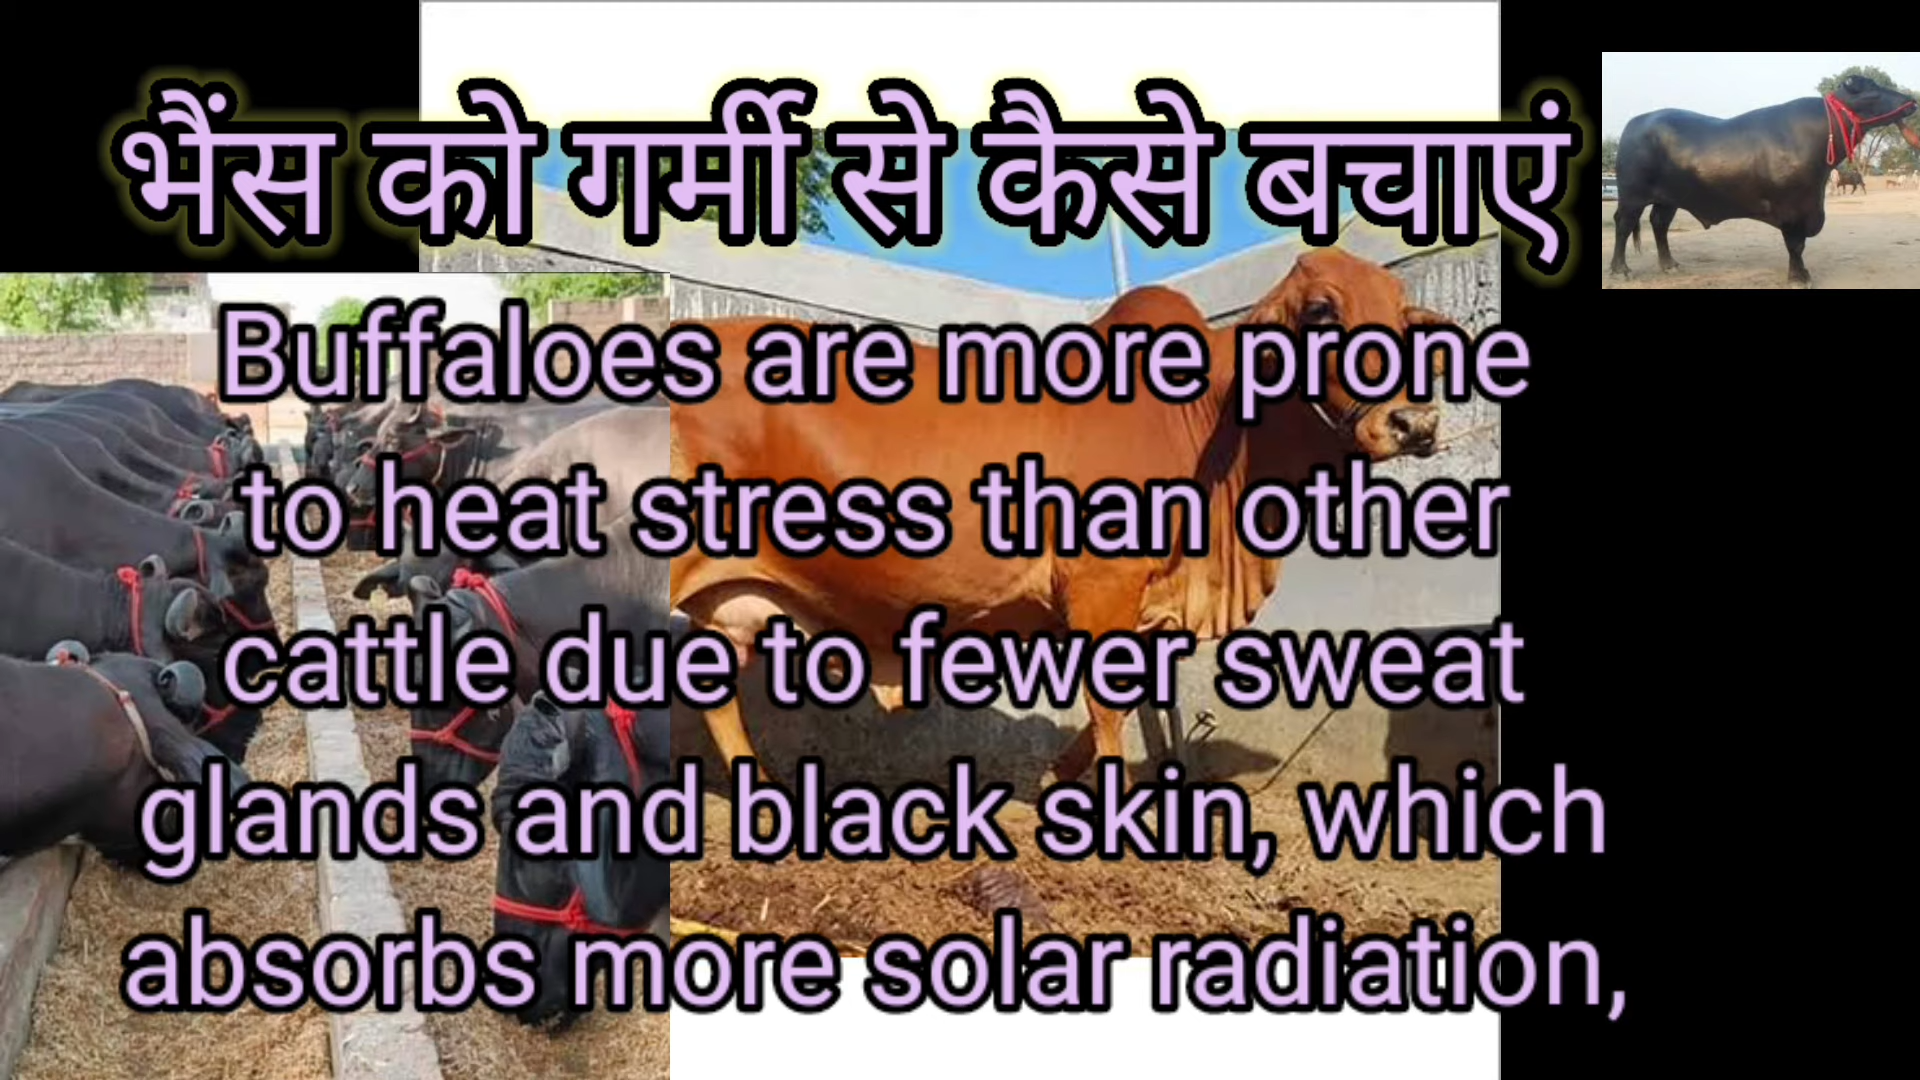 भैंस को गर्मी से कैसे बचाएं
Buffaloes are more prone
to heat stress than other
cattle due to fewer sweat
glands and black skin, which
absorbs more solar radiation,